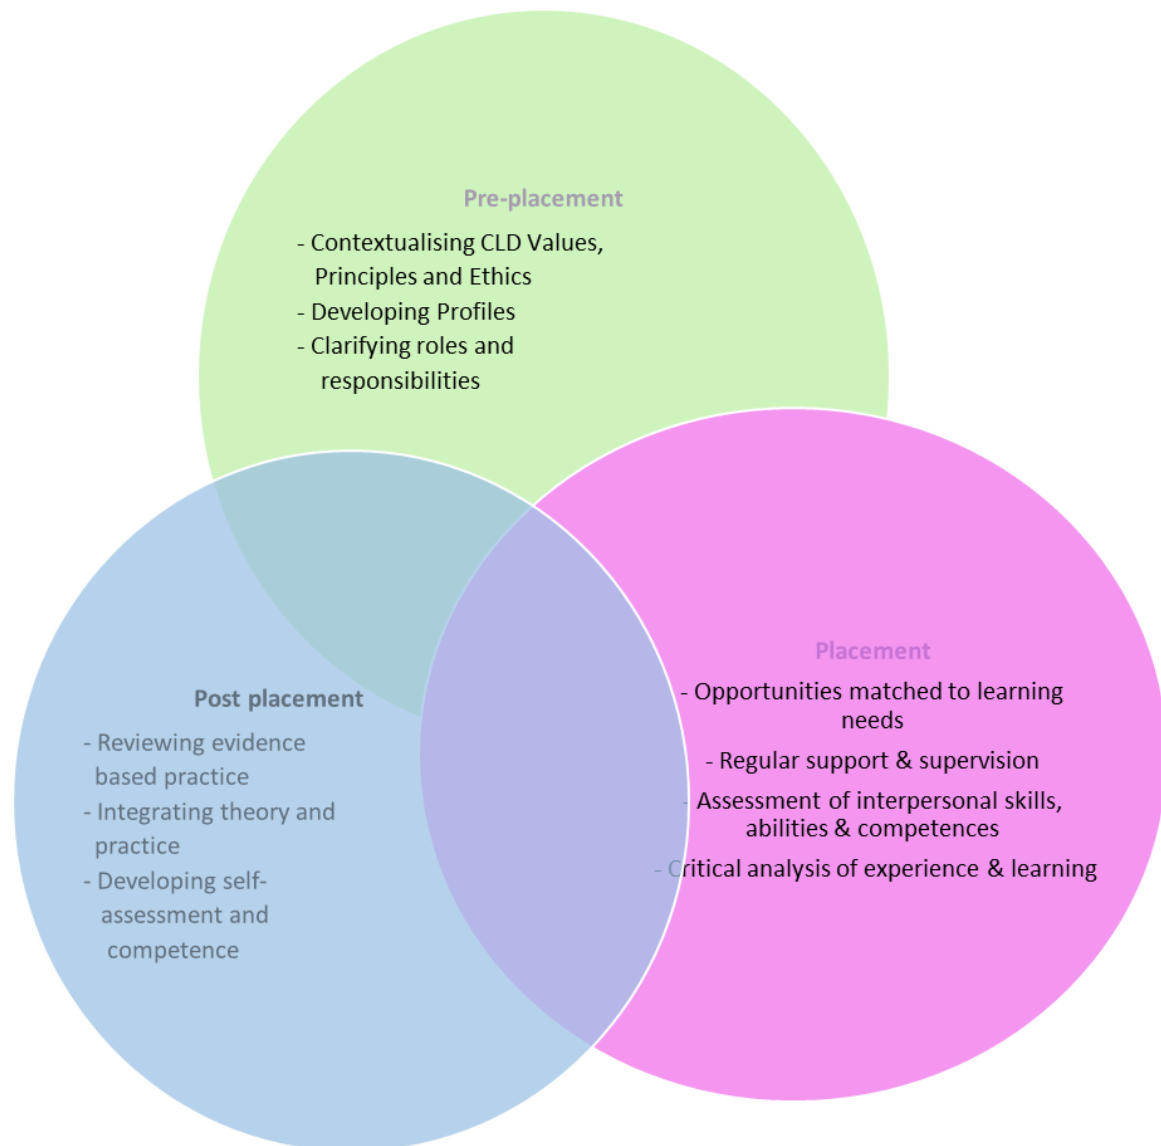 Pre-placement
- Contextualising CLD Values,
Principles and Ethics
- Developing Profiles
- Clarifying roles and
responsibilities
Post placement
- Reviewing evidence
based practice
- Integrating theory and
practice
- Developing self-
assessment and
competence
Placement
- Opportunities matched to learning
needs
- Regular support & supervision
- Assessment of interpersonal skills,
abilities & competences
- Critical analysis of experience & learning